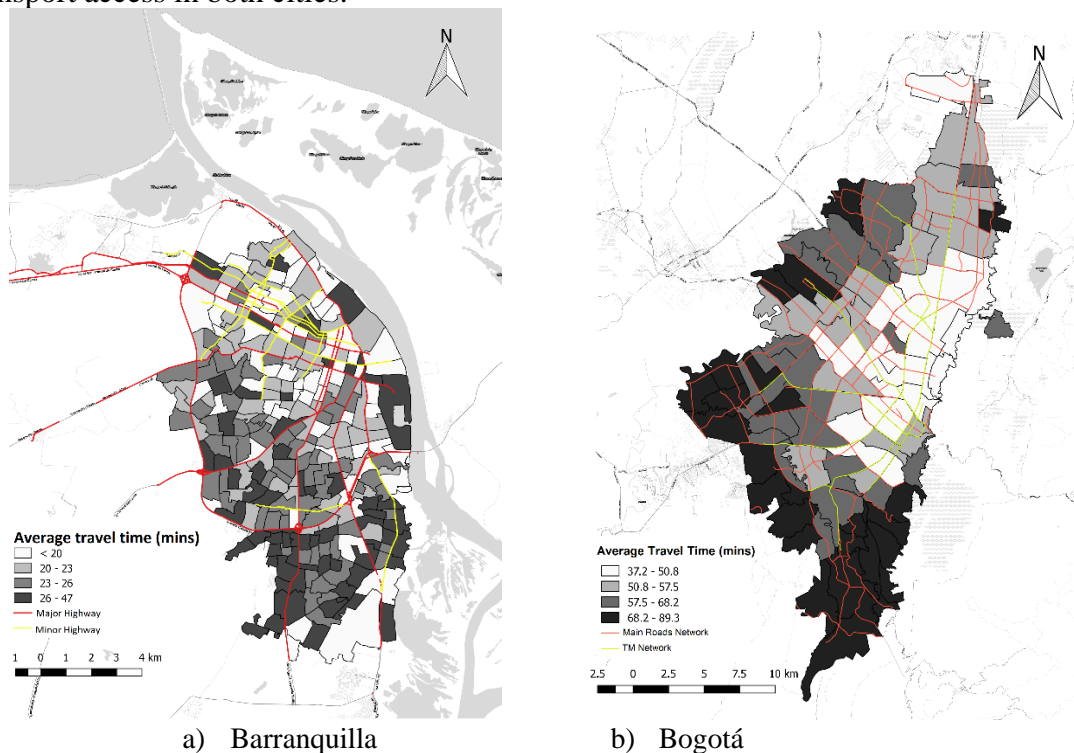 nsport access in both cities.
N
Average travel time (mins)
< 20
20 - 23
23 - 26
26 - 47
Major Highway
Minor Highway
1 0 1 2 3 4 km
a) Barranquilla
N
Average Travel Time (mins)
37.2 - 50.8
50.8 - 57.5
57.5 - 68.2
68.2 - 89.3
Main Roads Network
TM Network
2.5 0 2.5 5 7.5 10 km
b) Bogotá